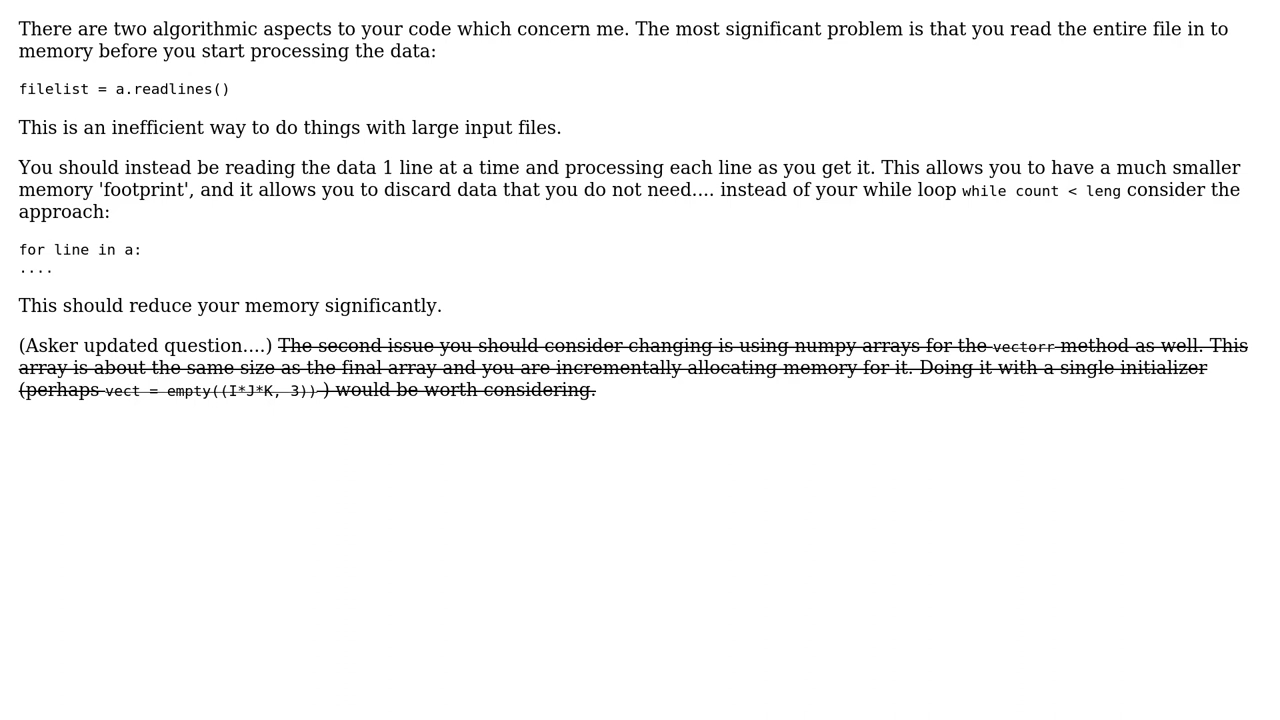 There are two algorithmic aspects to your code which concern me. The most significant problem is that you read the entire file in to
memory before you start processing the data:
filelist = a.readlines()
This is an inefficient way to do things with large input files.
You should instead be reading the data 1 line at a time and processing each line as you get it. This allows you to have a much smaller
memory 'footprint', and it allows you to discard data that you do not need.... instead of your while loop while count < leng consider the
approach:
for line in a:
....
This should reduce your memory significantly.
(Asker updated question....) The second issue you should consider changing is using numpy arrays for the vectorr method as well. This
array is about the same size as the final array and you are incrementally allocating memory for it. Doing it with a single initializer
(perhaps vect = empty((I*J*K, 3)) ) would be worth considering.